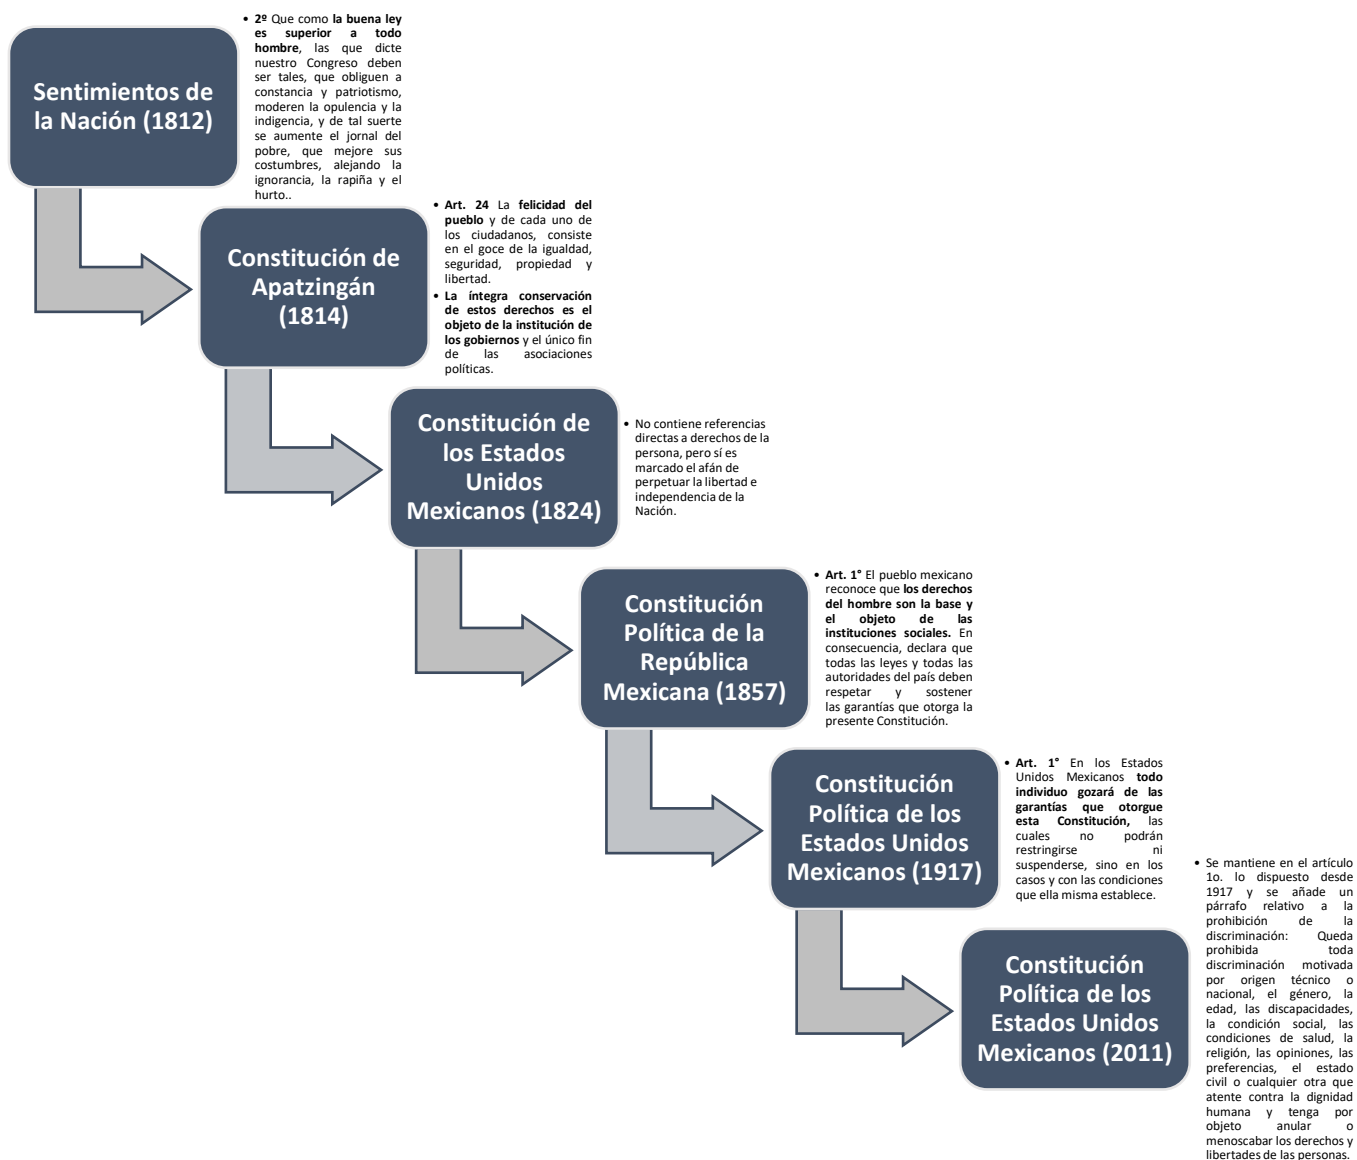 Sentimientos de
la Nación (1812)
• 2º Que como la buena ley
es superior a todo
hombre, las que dicte
nuestro Congreso deben
ser tales, que obliguen a
constancia y patriotismo,
moderen la opulencia y la
indigencia, y de tal suerte
se aumente el jornal del
pobre, que mejore sus
costumbres, alejando la
ignorancia, la rapiña y el
hurto..
Constitución de
Apatzingán
(1814)
• Art. 24 La felicidad del
pueblo y de cada uno de
los ciudadanos, consiste
en el goce de la igualdad,
seguridad, propiedad y
libertad.
• La íntegra conservación
de estos derechos es el
objeto de la institución de
los gobiernos y el único fin
de las asociaciones
políticas.
Constitución de
los Estados
Unidos
Mexicanos (1824)
• No contiene referencias
directas a derechos de la
persona, pero sí es
marcado el afán de
perpetuar la libertad e
independencia de la
Nación.
Constitución
Política de la
República
Mexicana (1857)
• Art. 1° El pueblo mexicano
reconoce que los derechos
del hombre son la base y
el objeto de las
instituciones sociales. En
consecuencia, declara que
todas las leyes y todas las
autoridades del país deben
respetar y sostener
las garantías que otorga la
presente Constitución.
Constitución
Política de los
Estados Unidos
Mexicanos (1917)
• Art. 1° En los Estados
Unidos Mexicanos todo
individuo gozará de las
garantías que otorgue
esta Constitución, las
cuales no podrán
restringirse ni
suspenderse, sino en los
casos y con las condiciones
que ella misma establece.
Constitución
Política de los
Estados Unidos
Mexicanos (2011)
• Se mantiene en el artículo
1o. lo dispuesto desde
1917 y se añade un
párrafo relativo a la
prohibición de la
discriminación: Queda
prohibida toda
discriminación motivada
por origen técnico o
nacional, el género, la
edad, las discapacidades,
la condición social, las
condiciones de salud, la
religión, las opiniones, las
preferencias, el estado
civil o cualquier otra que
atente contra la dignidad
humana y tenga por
objeto anular o
menoscabar los derechos y
libertades de las personas.